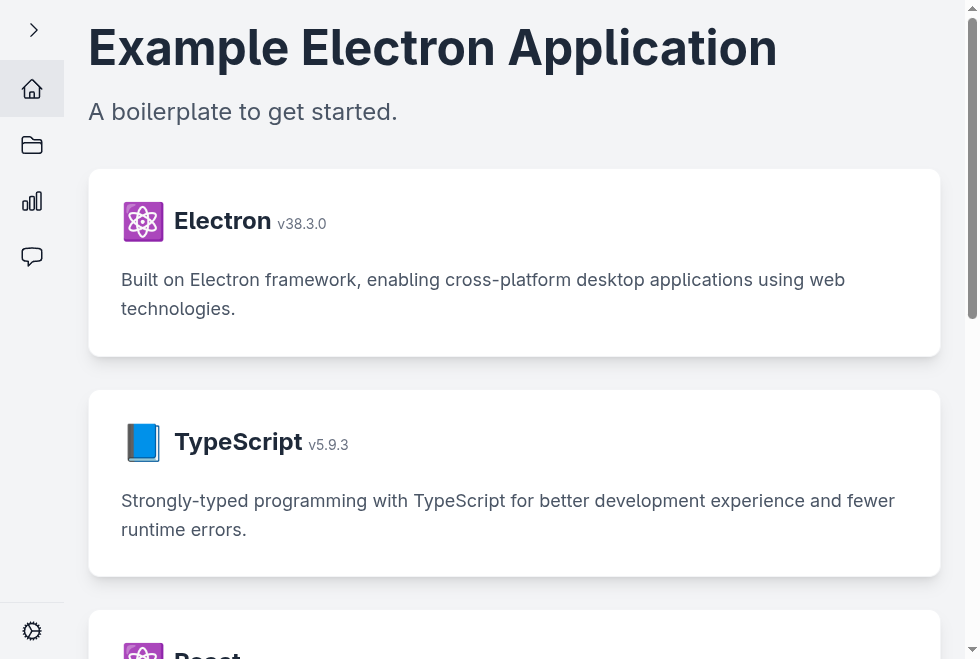 Example Electron Application
A boilerplate to get started.
Electron v38.3.0
Built on Electron framework, enabling cross-platform desktop applications using web
technologies.
TypeScript v5.9.3
Strongly-typed programming with TypeScript for better development experience and fewer
runtime errors.
React